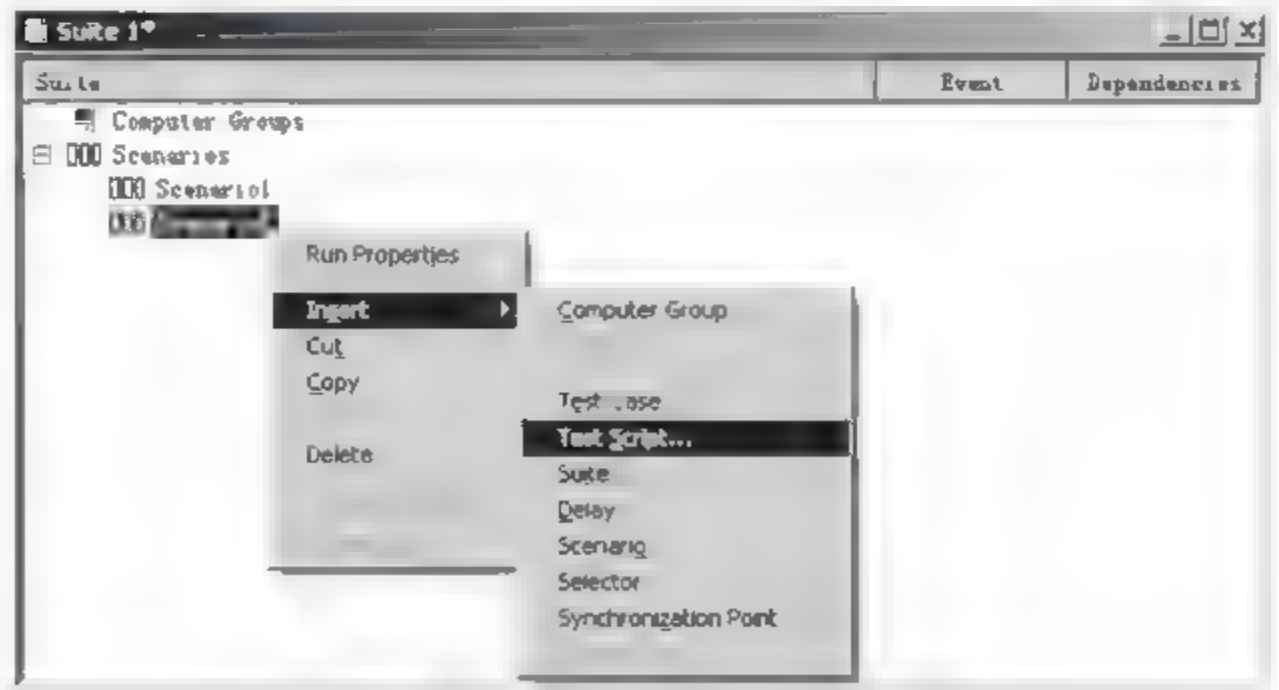 Suite 1*
Suite Event Dependencies
Computer Groups
Scenarios
Scenario1
Run Properties
Insert
Cut
Copy
Delete
Computer Group
Test Case
Test Script...
Suite
Delay
Scenario
Selector
Synchronization Point